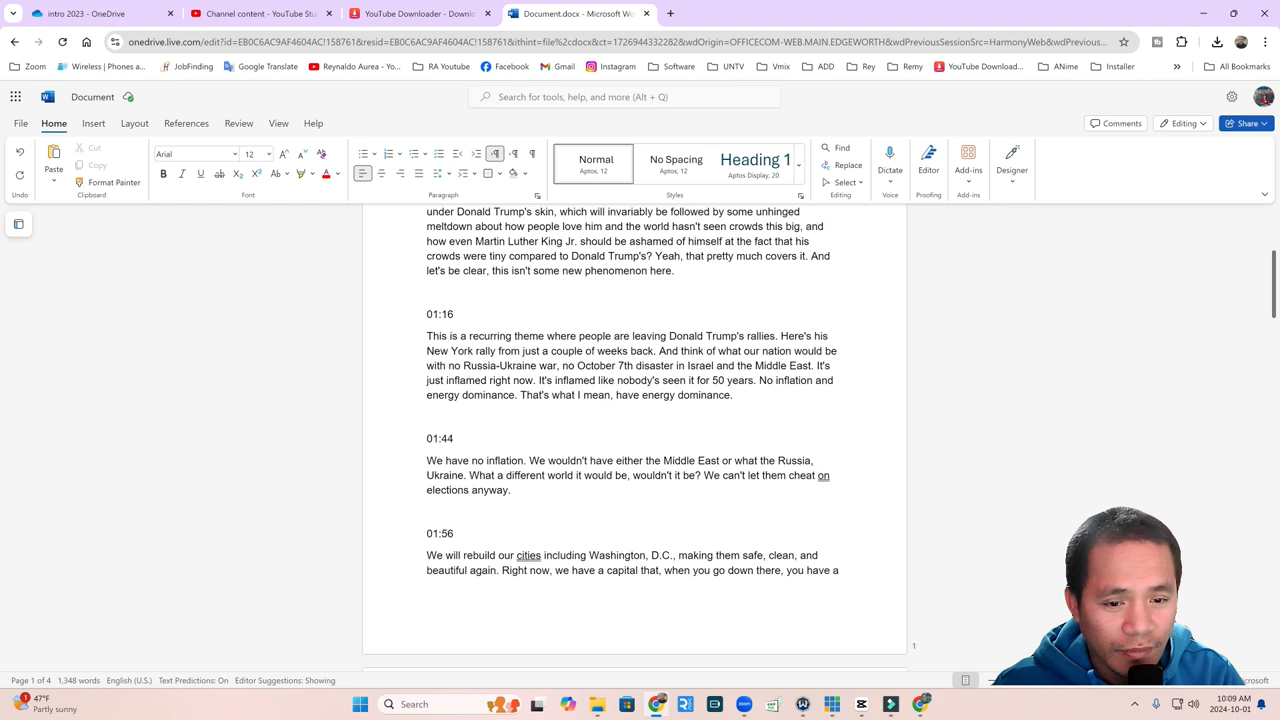 intro 2023 - OneDrive
Channel content - YouTube Stu
YouTube Downloader - Downlo
Document.docx - Microsoft Wo
onedrive.live.com/edit?id=EB0C6AC9AF4604AC!158761&resid=EB0C6AC9AF4604AC!158761&ithint=file%2cdocx&ct=1726944332282&wdOrigin=OFFICECOM-WEB.MAIN.EDGEWORTH&wdPreviousSessionSrc=HarmonyWeb&wdPrevious...
Zoom
Wireless | Phones a...
JobFinding
Google Translate
Reynaldo Aurea - Yo...
RA Youtube
Facebook
Gmail
Instagram
Software
UNTV
Vmix
ADD
Rey
Remy
YouTube Download...
ANime
Installer
All Bookmarks
Document
Search for tools, help, and more (Alt + Q)
File Home Insert Layout References Review View Help
Comments Editing Share
Paste Cut Copy Format Painter
Arial 12
Normal
Aptos, 12
No Spacing
Aptos, 12
Heading 1
Aptos Display, 20
Find
Replace
Select
Dictate
Editor
Add-ins
Designer
Undo Clipboard Font Paragraph Styles Editing Voice Proofing Add-ins
under Donald Trump's skin, which will invariably be followed by some unhinged
meltdown about how people love him and the world hasn't seen crowds this big, and
how even Martin Luther King Jr. should be ashamed of himself at the fact that his
crowds were tiny compared to Donald Trump's? Yeah, that pretty much covers it. And
let's be clear, this isn't some new phenomenon here.
01:16
This is a recurring theme where people are leaving Donald Trump's rallies. Here's his
New York rally from just a couple of weeks back. And think of what our nation would be
with no Russia-Ukraine war, no October 7th disaster in Israel and the Middle East. It's
just inflamed right now. It's inflamed like nobody's seen it for 50 years. No inflation and
energy dominance. That's what I mean, have energy dominance.
01:44
We have no inflation. We wouldn't have either the Middle East or what the Russia,
Ukraine. What a different world it would be, wouldn't it be? We can't let them cheat on
elections anyway.
01:56
We will rebuild our cities including Washington, D.C., making them safe, clean, and
beautiful again. Right now, we have a capital that, when you go down there, you have a
1
Page 1 of 4 1,348 words English (U.S.) Text Predictions: On Editor Suggestions: Showing
47°F
Partly sunny
Search
10:09 AM
2024-10-01